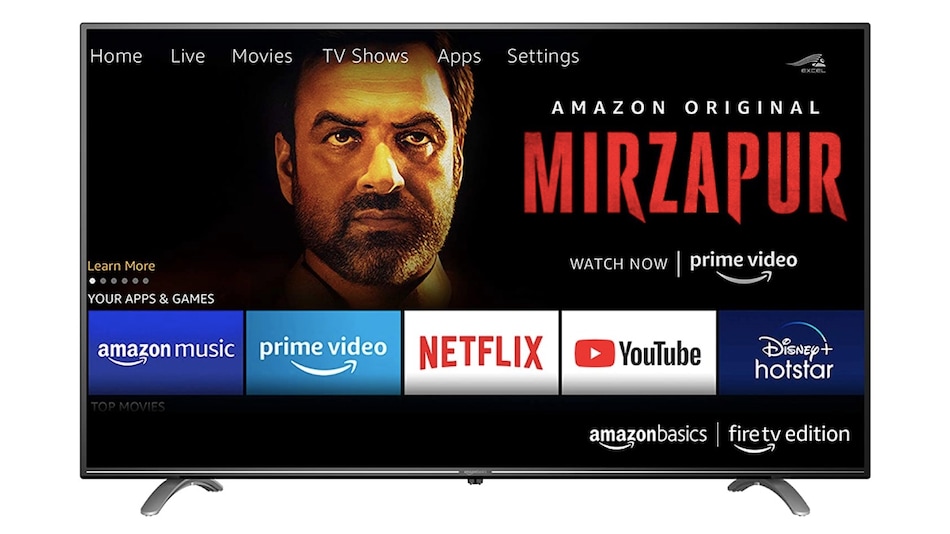 Home Live Movies TV Shows Apps Settings
EXCEL
AMAZON ORIGINAL
MIRZAPUR
WATCH NOW | prime video
Learn More
YOUR APPS & GAMES
amazon music
prime video
NETFLIX
YouTube
Disney+
hotstar
TOP MOVIES
amazonbasics | fire tv edition